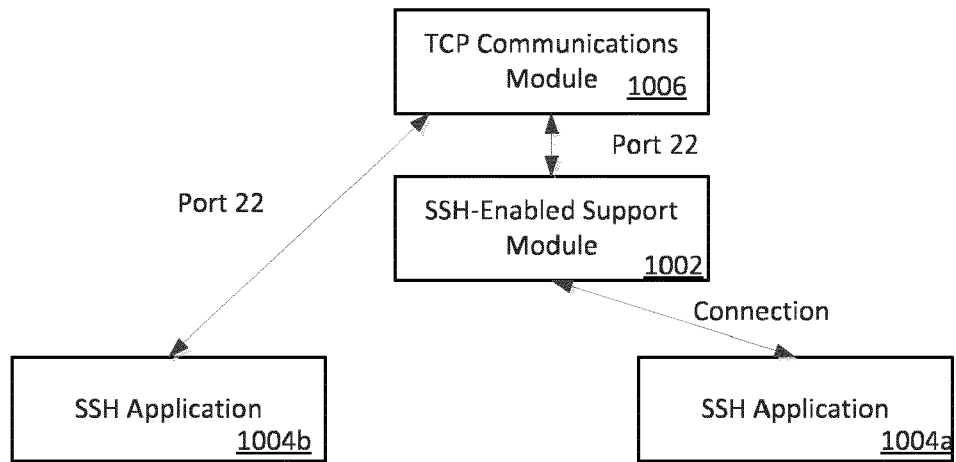 TCP Communications
Module 1006
Port 22
Port 22
SSH-Enabled Support
Module
1002
Connection
SSH Application
1004b
SSH Application
1004a